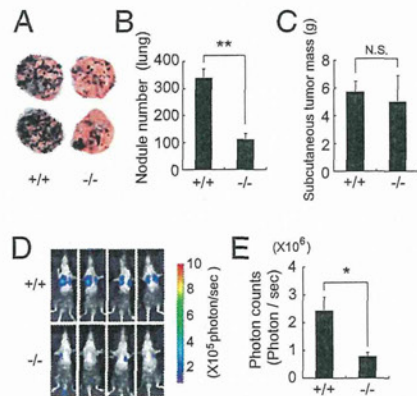 A
+/+
-/-
B
Nodule number (lung)
400
300
200
100
0
**
+/+
-/-
C
Subcutaneous tumor mass (g)
8
6
4
2
0
N.S.
+/+
-/-
D
+/+
-/-
10
8
6
4
2
(X10⁵photon/sec)
E
(X10⁶)
Photon counts
(Photon / sec)
4
3
2
1
0
*
+/+
-/-